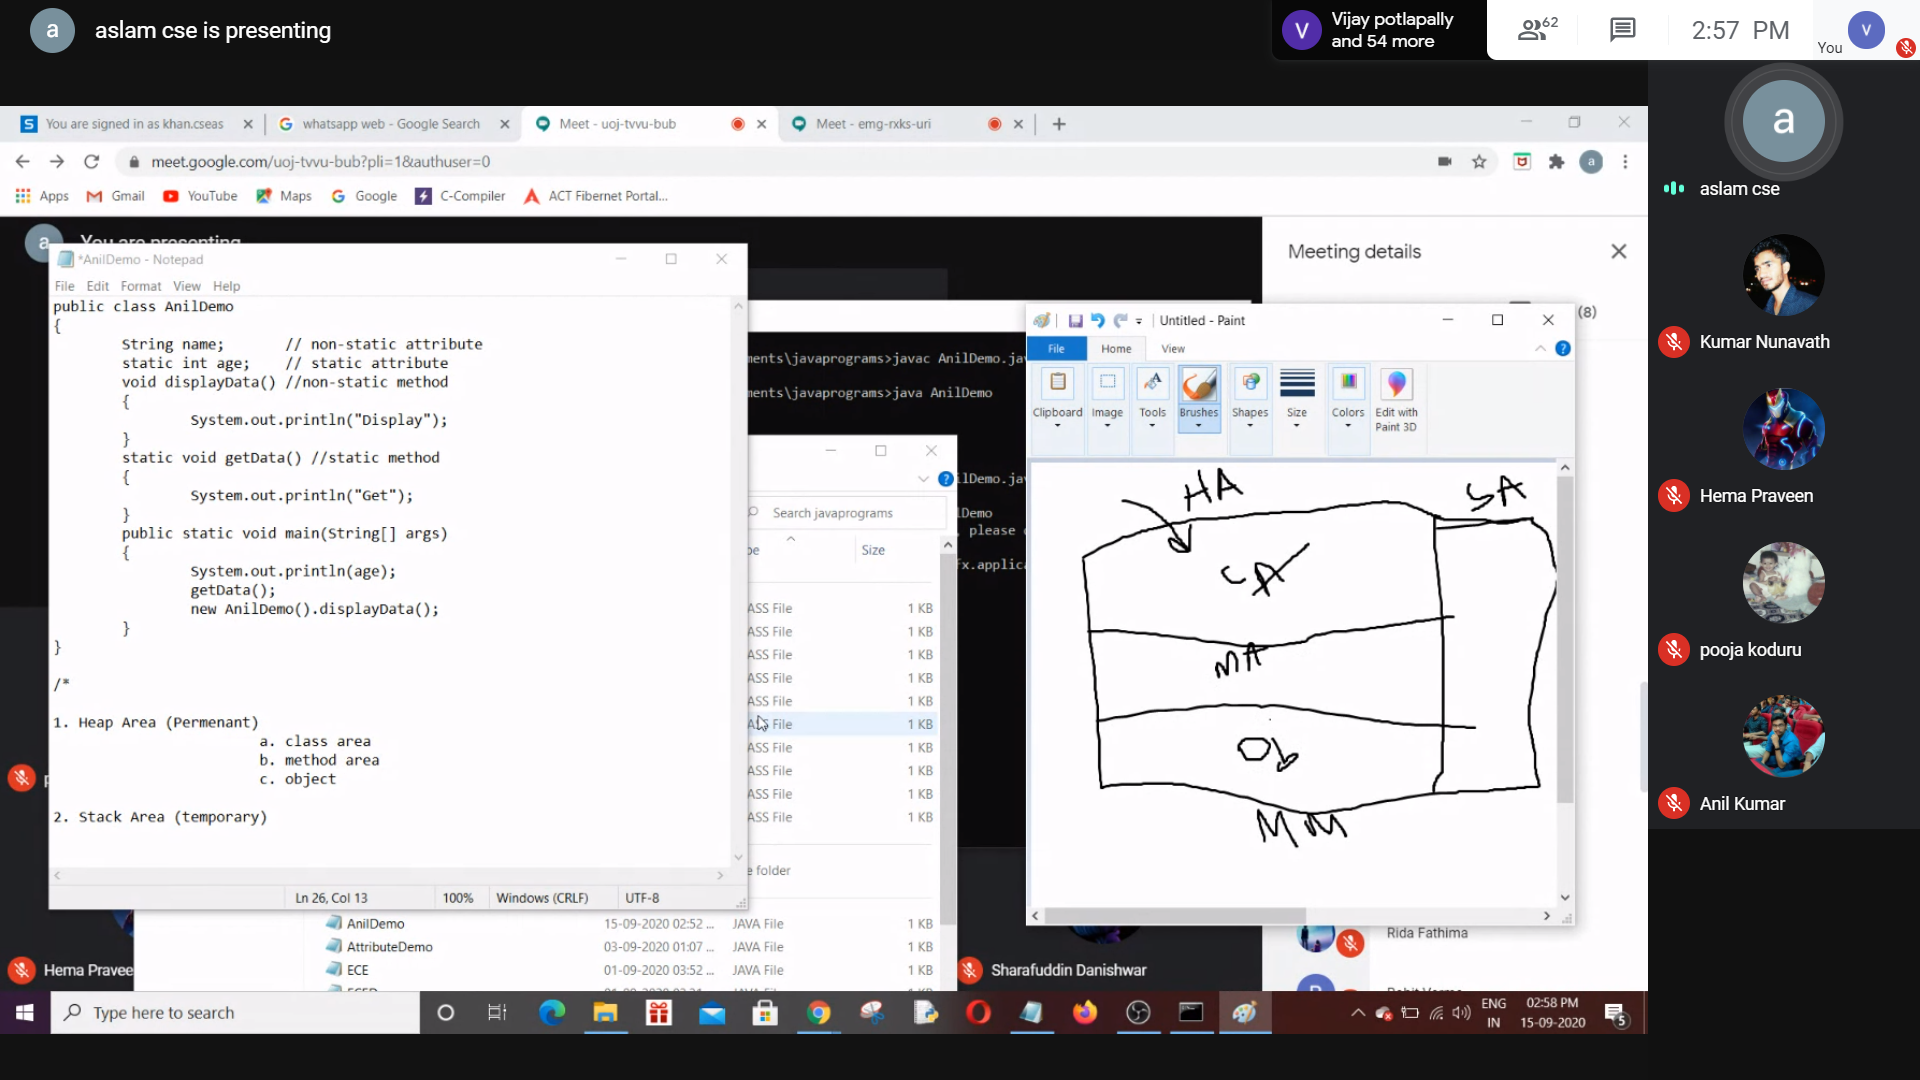 a
aslam cse is presenting
V
Vijay potlapally
and 54 more
62
2:57 PM
You
V
S You are signed in as khan.cseas
whatsapp web - Google Search
Meet - uoj-tvvu-bub
Meet - emg-rxks-uri
meet.google.com/uoj-tvvu-bub?pli=1&authuser=0
a
Apps
Gmail
YouTube
Maps
Google
C-Compiler
ACT Fibernet Portal...
a
You are presenting
*AnilDemo - Notepad
File Edit Format View Help
public class AnilDemo
{
String name; // non-static attribute
static int age; // static attribute
void displayData() //non-static method
{
System.out.println("Display");
}
static void getData() //static method
{
System.out.println("Get");
}
public static void main(String[] args)
{
System.out.println(age);
getData();
new AnilDemo().displayData();
}
}
/*
1. Heap Area (Permenant)
a. class area
b. method area
c. object
2. Stack Area (temporary)
Ln 26, Col 13
100%
Windows (CRLF)
UTF-8
ments\javaprograms>javac AnilDemo.jav
ments\javaprograms>java AnilDemo
ilDemo.ja
lDemo
, please
fx.applica
Search javaprograms
pe
Size
ASS File 1 KB
ASS File 1 KB
ASS File 1 KB
ASS File 1 KB
ASS File 1 KB
ASS File 1 KB
ASS File 1 KB
ASS File 1 KB
ASS File 1 KB
ASS File 1 KB
e folder
AnilDemo 15-09-2020 02:52 ... JAVA File 1 KB
AttributeDemo 03-09-2020 01:07 ... JAVA File 1 KB
ECE 01-09-2020 03:52 ... JAVA File 1 KB
Meeting details
(8)
Untitled - Paint
File Home View
Clipboard
Image
Tools
Brushes
Shapes
Size
Colors
Edit with
Paint 3D
HA
SA
CA
MA
Ob
MM
Hema Pravee
Sharafuddin Danishwar
Rida Fathima
Type here to search
ENG
IN
02:58 PM
15-09-2020
5
a
aslam cse
Kumar Nunavath
Hema Praveen
pooja koduru
Anil Kumar